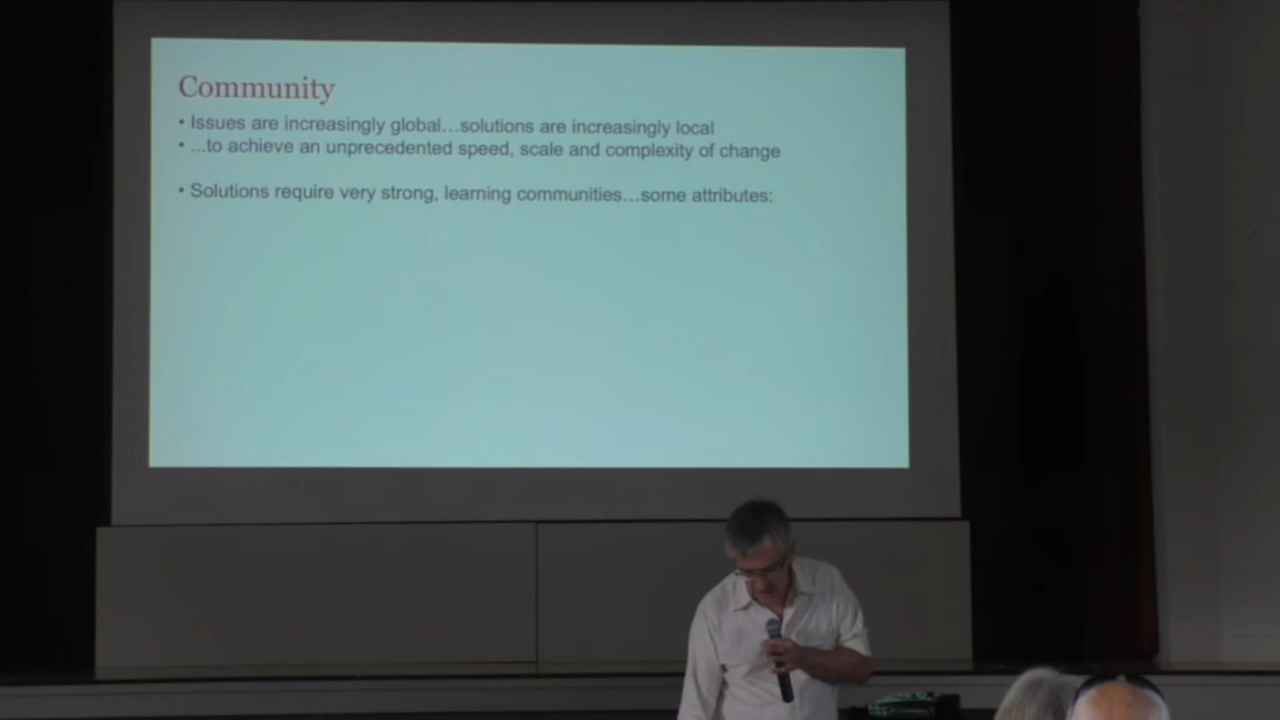 Community
• Issues are increasingly global…solutions are increasingly local
• ...to achieve an unprecedented speed, scale and complexity of change
• Solutions require very strong, learning communities…some attributes: